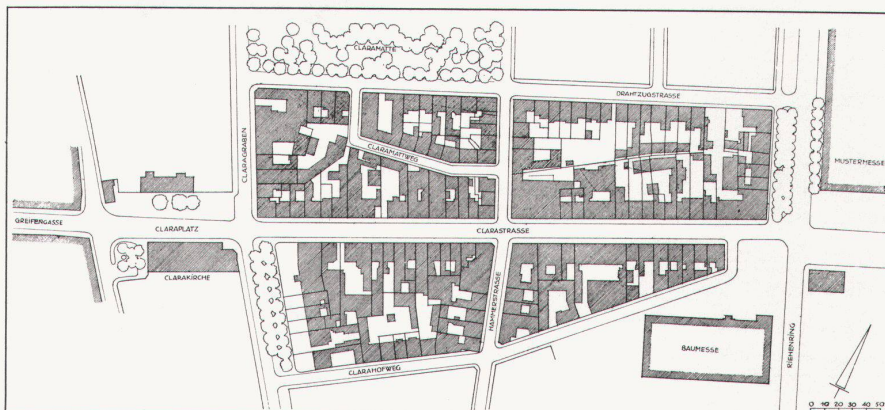 CLARAMATTE
DRAHTZUGSTRASSE
CLARAGRABEN
CLARAMATTWEG
MUSTERMESSE
GREIFENGASSE
CLARAPLATZ
CLARASTRASSE
CLARAKIRCHE
HAMMERSTRASSE
BAUMESSE
RIEHENRING
CLARAHOFWEG
0 10 20 30 40 50